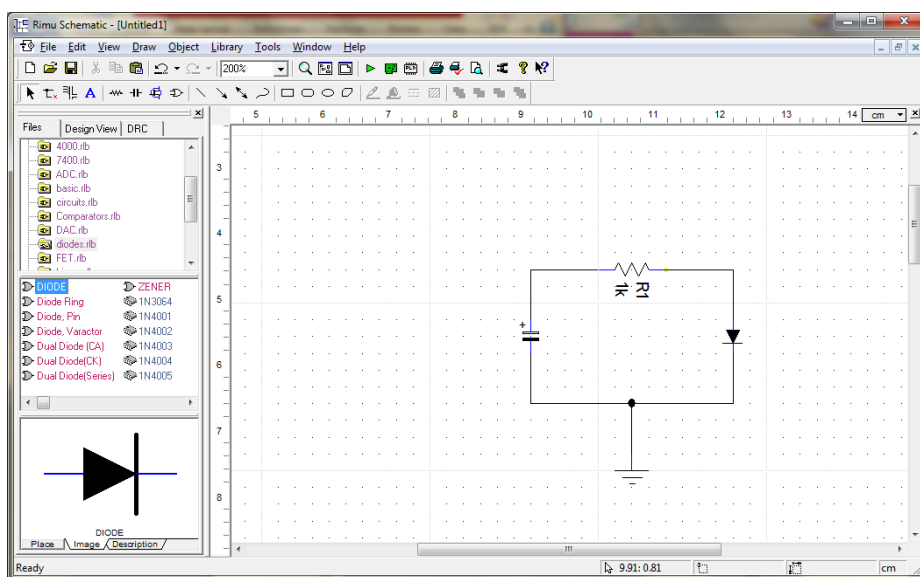 Rimu Schematic - [Untitled1]
File Edit View Draw Object Library Tools Window Help
200%
A
Files Design View DRC
4000.rlb
7400.rlb
ADC.rlb
basic.rlb
circuits.rlb
Comparators.rlb
DAC.rlb
diodes.rlb
FET.rlb
DIODE ZENER
Diode Ring 1N3064
Diode, Pin 1N4001
Diode, Varactor 1N4002
Dual Diode (CA) 1N4003
Dual Diode(CK) 1N4004
Dual Diode(Series) 1N4005
DIODE
Place Image Description
5 6 7 8 9 10 11 12 13 14 cm
3
4
5
6
7
8
R1
1k
+
Ready 9.91: 0.81 cm